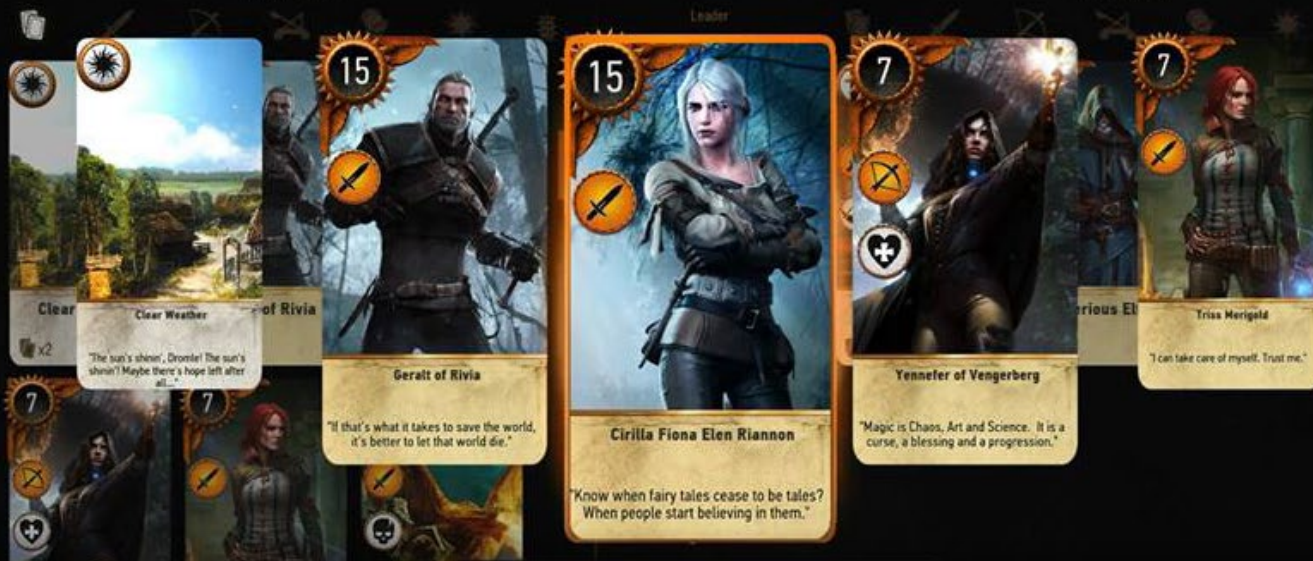 Leader
15
15
7
7
Clear
x2
Clear Weather
"The sun's shinin', Dromle! The sun's
shinin'! Maybe there's hope left after
all..."
of Rivia
Geralt of Rivia
"If that's what it takes to save the world,
it's better to let that world die."
Cirilla Fiona Elen Riannon
"Know when fairy tales cease to be tales?
When people start believing in them."
Yennefer of Vengerberg
"Magic is Chaos, Art and Science. It is a
curse, a blessing and a progression."
erious El
Triss Merigold
"I can take care of myself. Trust me."
7
7